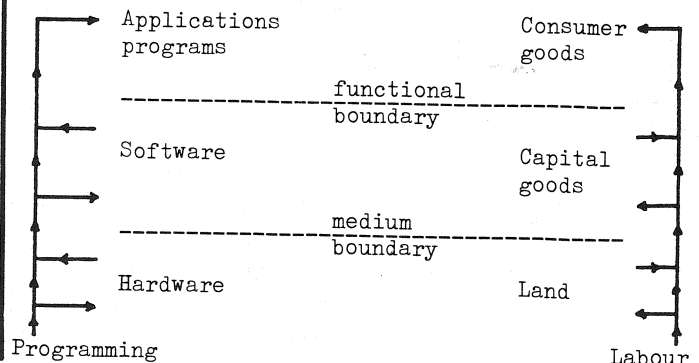 Applications
programs
Consumer
goods
functional
boundary
Software
Capital
goods
medium
boundary
Hardware
Land
Programming
Labour